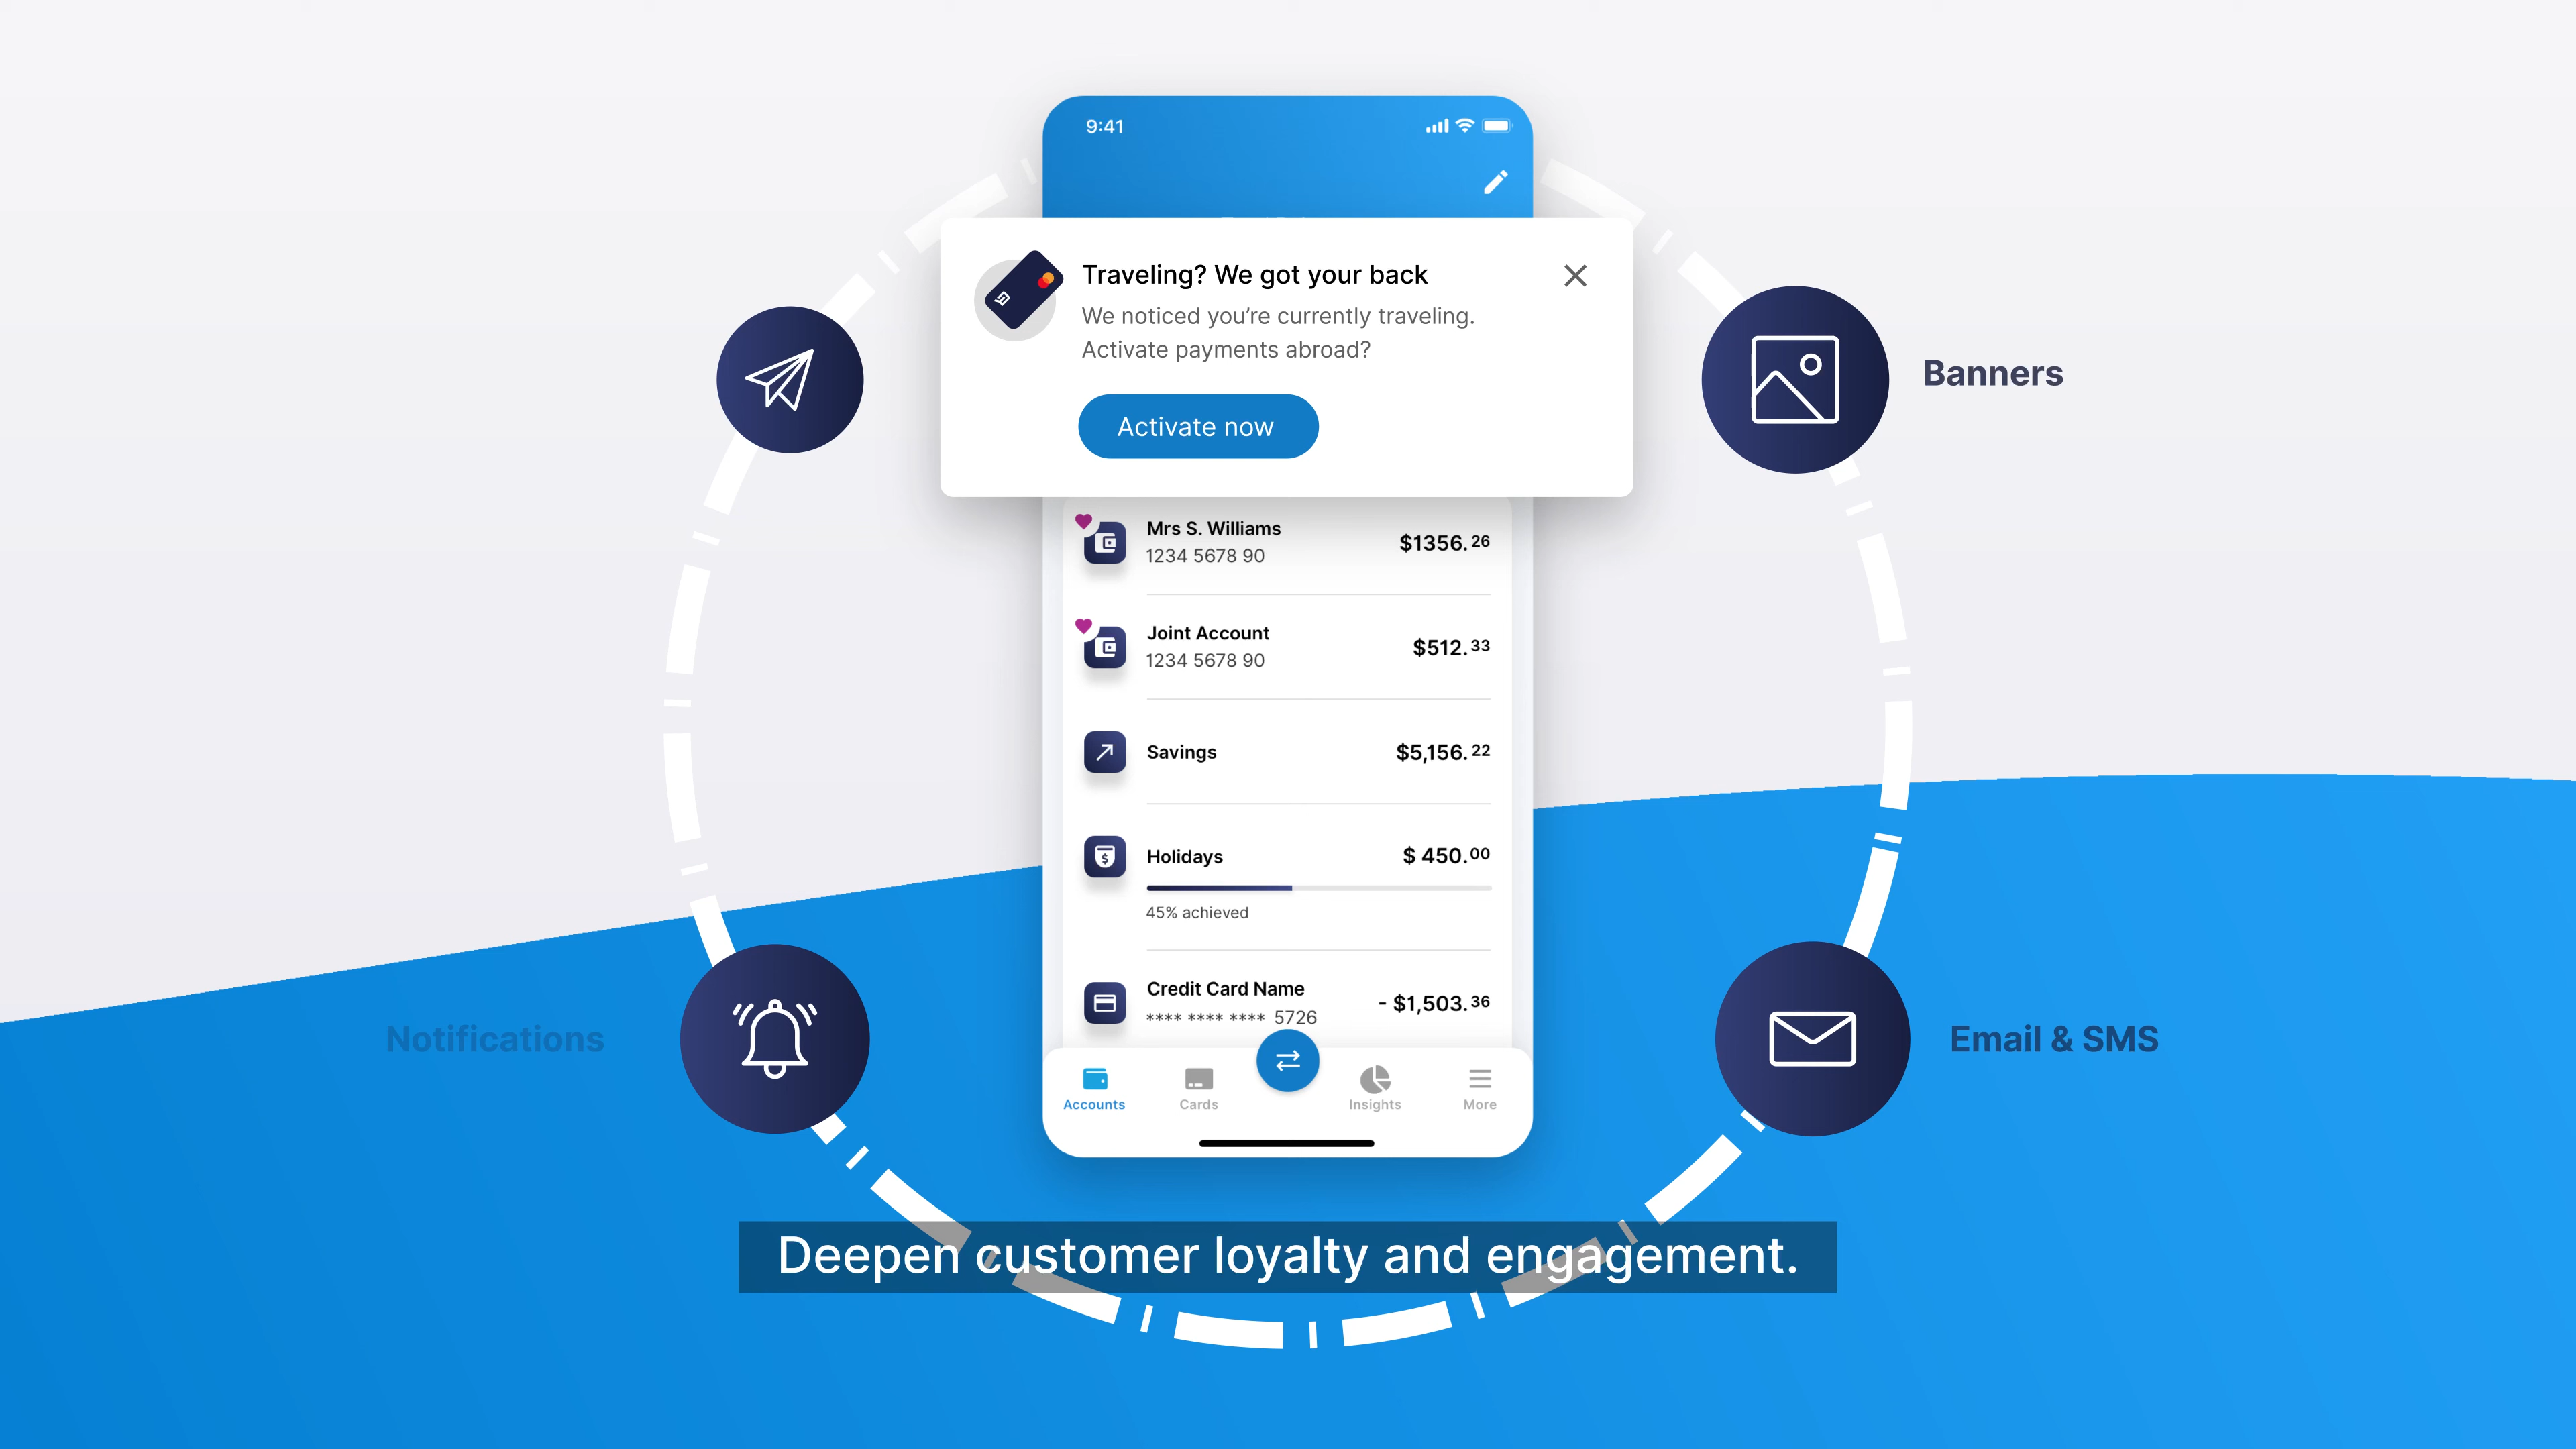 9:41
Traveling? We got your back
We noticed you’re currently traveling.
Activate payments abroad?
Activate now
Banners
Mrs S. Williams
1234 5678 90
$1356.26
Joint Account
1234 5678 90
$512.33
Savings
$5,156.22
Holidays
$ 450.00
45% achieved
Credit Card Name
**** **** **** 5726
- $1,503.36
Notifications
Email & SMS
Accounts
Cards
Insights
More
Deepen customer loyalty and engagement.